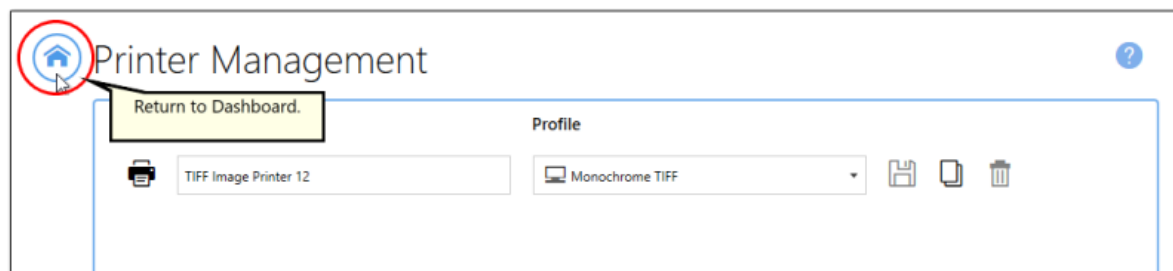 Printer Management
?
Return to Dashboard.
Profile
TIFF Image Printer 12
Monochrome TIFF